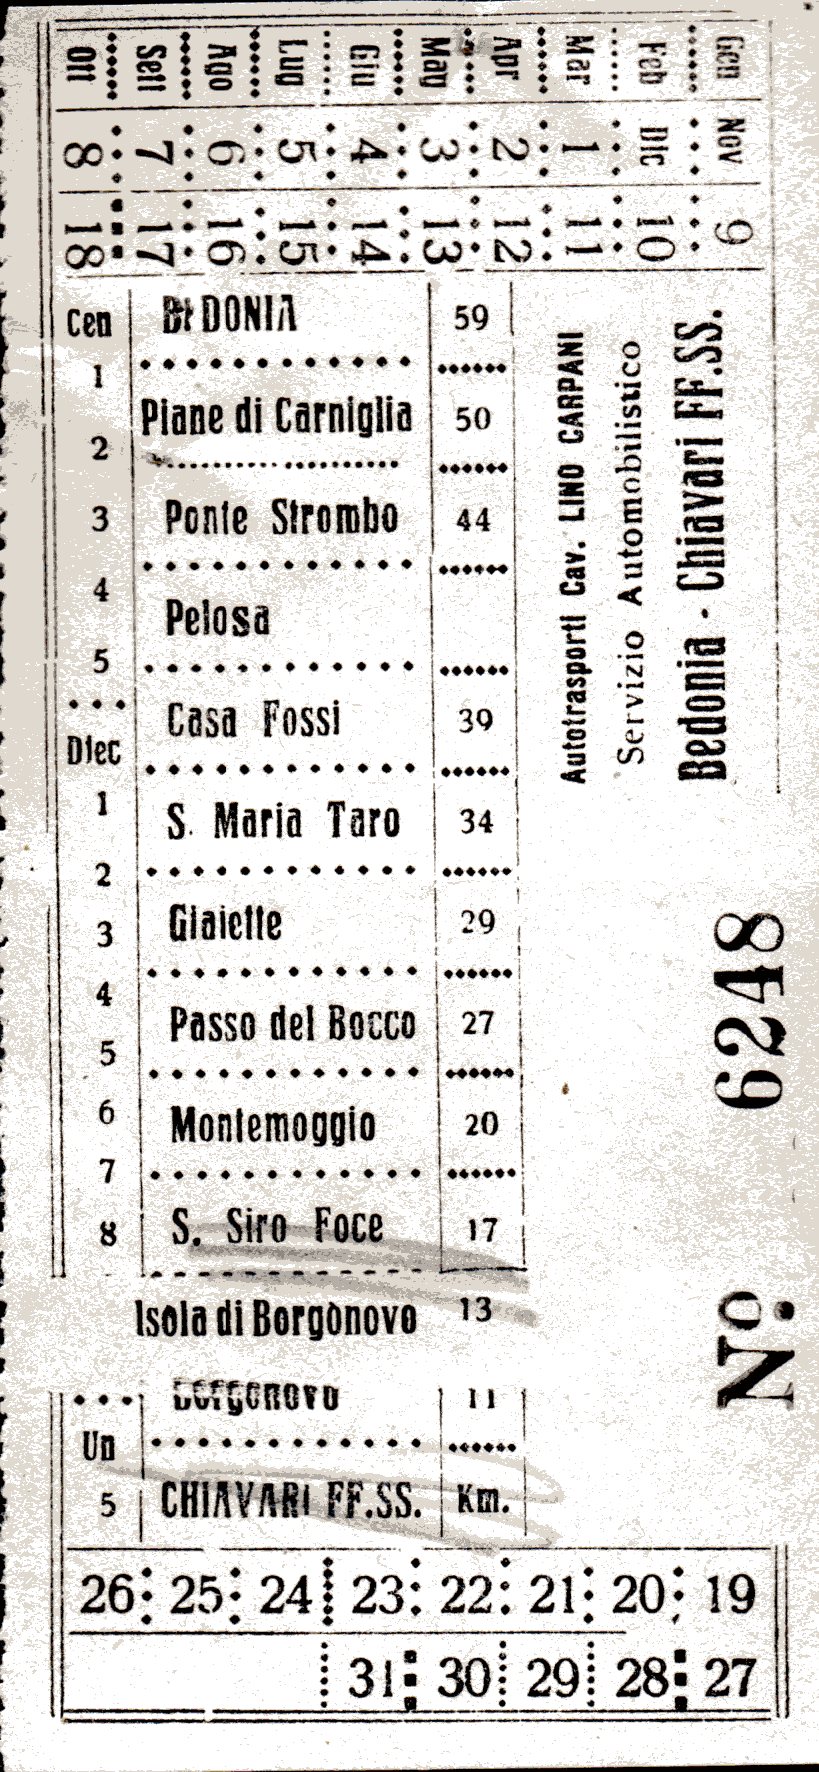 Ott Sett Ago Lug Giu Mag Apr Mar Feb Gen
8 7 6 5 4 3 2 1 Dic Nov
18 17 16 15 14 13 12 11 10 9
Cen
1
2
3
4
5
Diec
1
2
3
4
5
6
7
8
Un
5
BEDONIA 59
Piane di Carniglia 50
Ponte Strombo 44
Pelosa
Casa Fossi 39
S. Maria Taro 34
Giaiette 29
Passo del Bocco 27
Montemoggio 20
S. Siro Foce 17
Isola di Borgonovo 13
Borgonovo 11
CHIAVARI FF.SS. Km.
Autotrasporti Cav. LINO CARPANI
Servizio Automobilistico
Bedonia - Chiavari FF.SS.
No. 6248
26 25 24 23 22 21 20 19
31 30 29 28 27